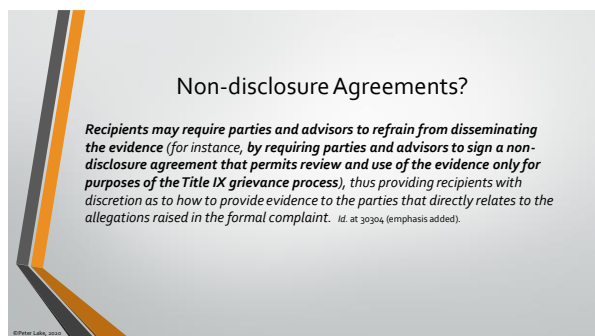 Non-disclosure Agreements?
Recipients may require parties and advisors to refrain from disseminating
the evidence (for instance, by requiring parties and advisors to sign a non-
disclosure agreement that permits review and use of the evidence only for
purposes of the Title IX grievance process), thus providing recipients with
discretion as to how to provide evidence to the parties that directly relates to the
allegations raised in the formal complaint. Id. at 30304 (emphasis added).
©Peter Lake, 2020